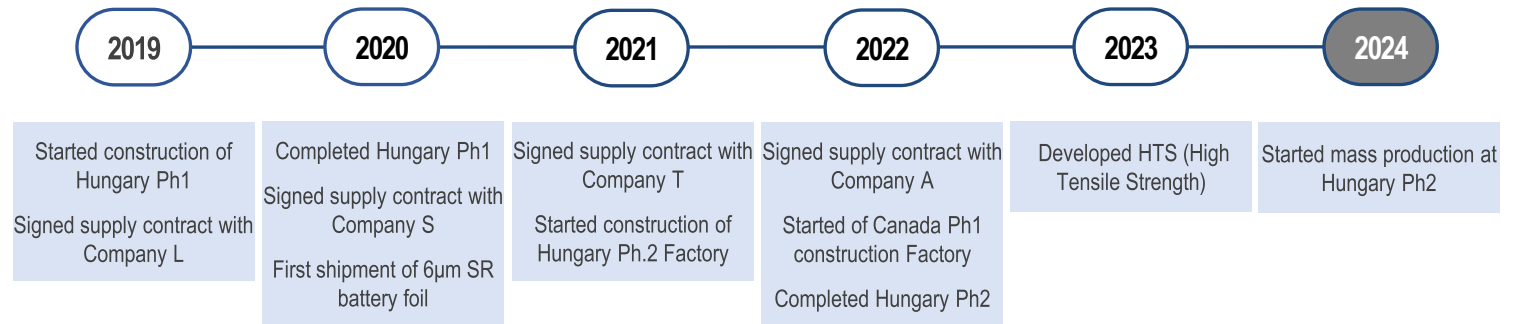 2019
2020
2021
2022
2023
2024
Started construction of
Hungary Ph1
Signed supply contract with
Company L
Completed Hungary Ph1
Signed supply contract with
Company S
First shipment of 6μm SR
battery foil
Signed supply contract with
Company T
Started construction of
Hungary Ph.2 Factory
Signed supply contract with
Company A
Started of Canada Ph1
construction Factory
Completed Hungary Ph2
Developed HTS (High
Tensile Strength)
Started mass production at
Hungary Ph2